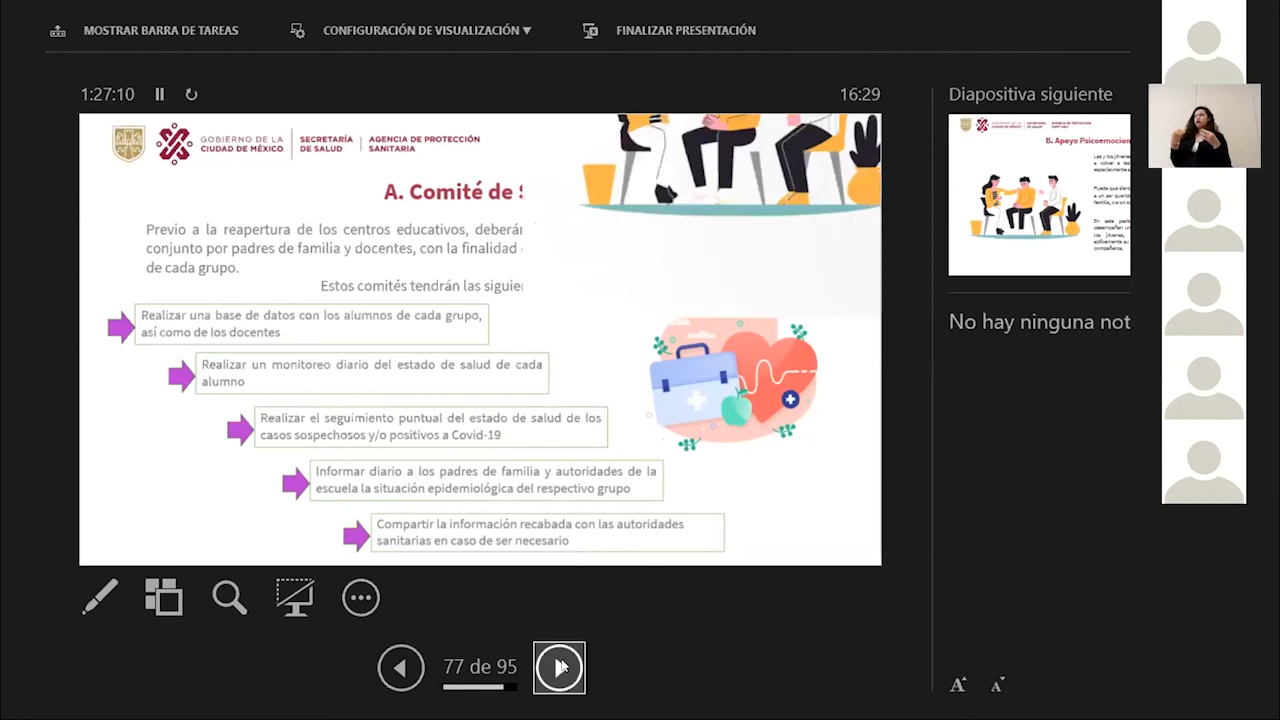 MOSTRAR BARRA DE TAREAS
CONFIGURACIÓN DE VISUALIZACIÓN
FINALIZAR PRESENTACIÓN
1:27:10
16:29
GOBIERNO DE LA
CIUDAD DE MÉXICO
SECRETARÍA
DE SALUD
AGENCIA DE PROTECCIÓN
SANITARIA
A. Comité de
Previo a la reapertura de los centros educativos, deberán
conjunto por padres de familia y docentes, con la finalidad
de cada grupo.
Estos comités tendrán las
Realizar una base de datos con los alumnos de cada grupo,
así como de los docentes
Realizar un monitoreo diario del estado de salud de cada
alumno
Realizar el seguimiento puntual del estado de salud de los
casos sospechosos y/o positivos a Covid-19
Informar diario a los padres de familia y autoridades de la
escuela la situación epidemiológica del respectivo grupo
Compartir la información recabada con las autoridades
sanitarias en caso de ser necesario
77 de 95
Diapositiva siguiente
B. Apoyo Psicoemocion
No hay ninguna not
A A